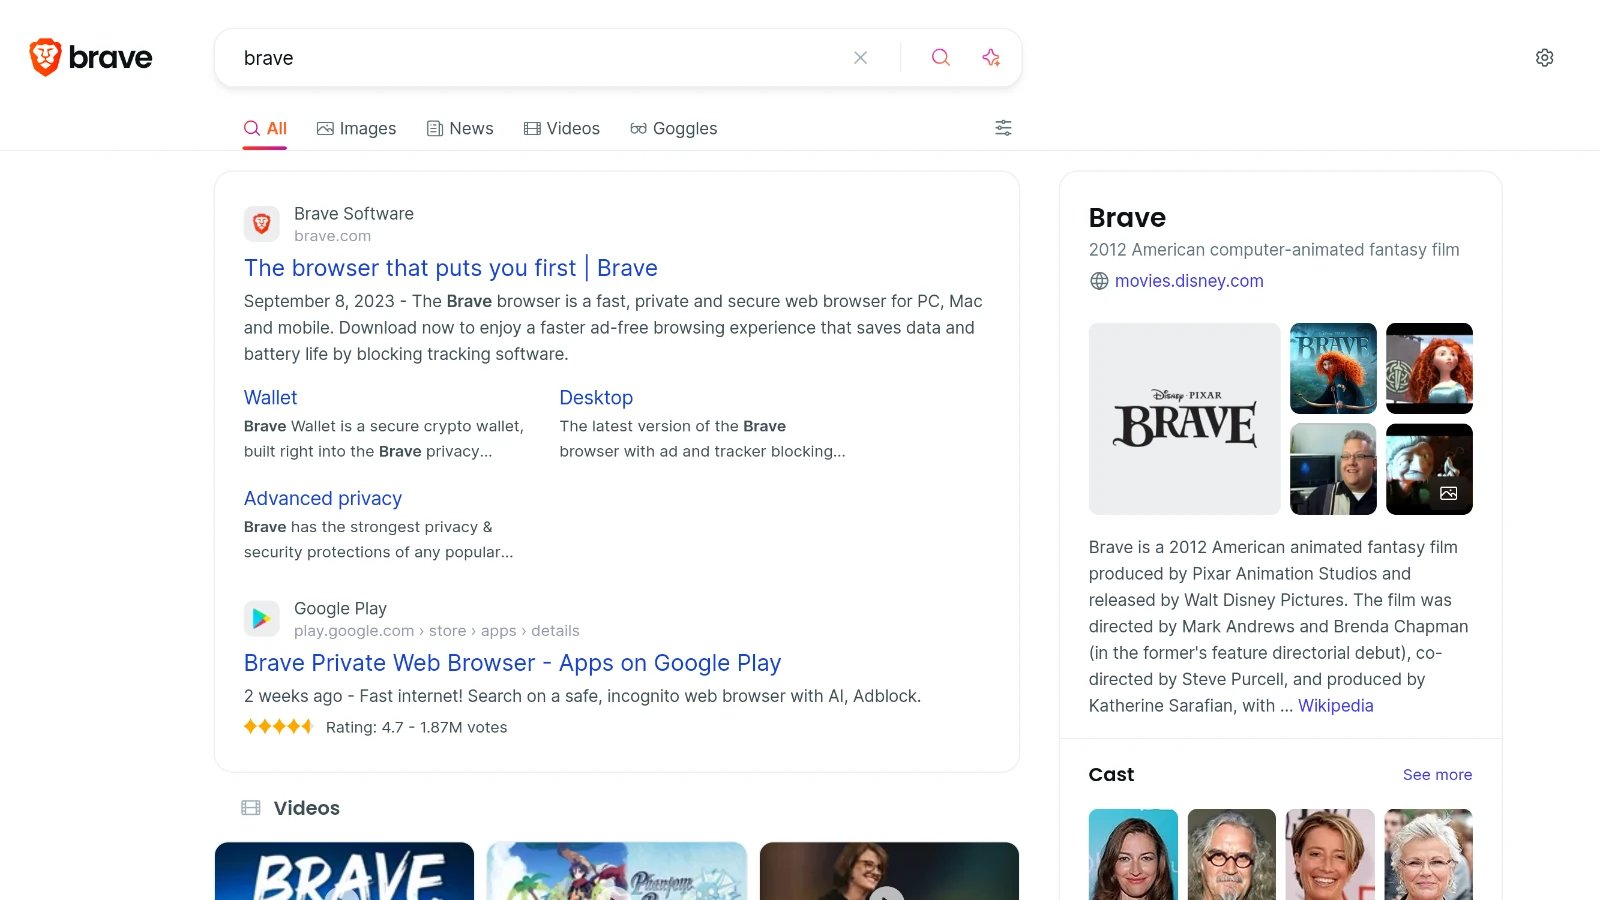 brave
brave
All
Images
News
Videos
Goggles
Brave Software
brave.com
The browser that puts you first | Brave
September 8, 2023 - The Brave browser is a fast, private and secure web browser for PC, Mac
and mobile. Download now to enjoy a faster ad-free browsing experience that saves data and
battery life by blocking tracking software.
Wallet
Brave Wallet is a secure crypto wallet,
built right into the Brave privacy...
Desktop
The latest version of the Brave
browser with ad and tracker blocking...
Advanced privacy
Brave has the strongest privacy &
security protections of any popular...
Google Play
play.google.com › store › apps › details
Brave Private Web Browser - Apps on Google Play
2 weeks ago - Fast internet! Search on a safe, incognito web browser with AI, Adblock.
Rating: 4.7 - 1.87M votes
Videos
BRAVE
Phantom
Brave
2012 American computer-animated fantasy film
movies.disney.com
DISNEY · PIXAR
BRAVE
BRAVE
Brave is a 2012 American animated fantasy film
produced by Pixar Animation Studios and
released by Walt Disney Pictures. The film was
directed by Mark Andrews and Brenda Chapman
(in the former's feature directorial debut), co-
directed by Steve Purcell, and produced by
Katherine Sarafian, with ... Wikipedia
Cast
See more